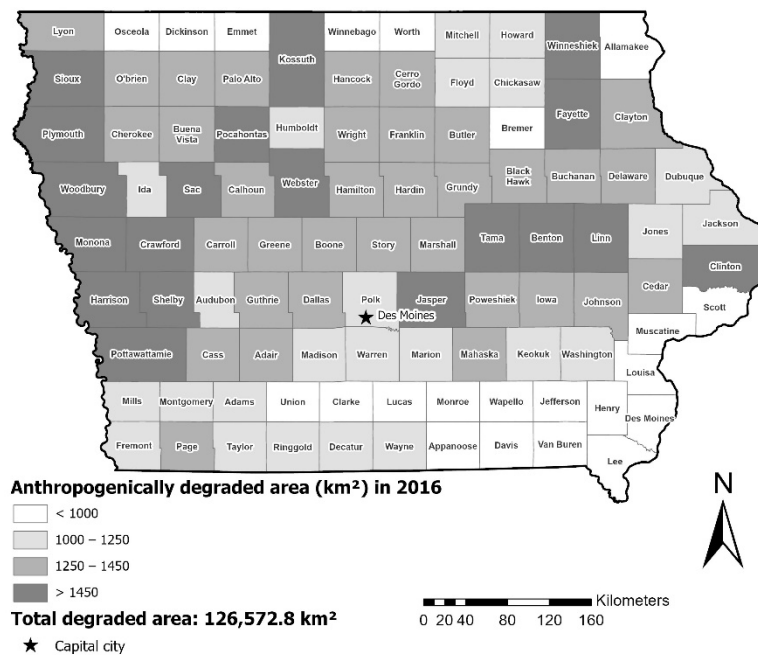 Lyon Osceola Dickinson Emmet Kossuth Winnebago Worth Mitchell Howard Winneshiek Allamakee
Sioux O'brien Clay Palo Alto Hancock Cerro Gordo Floyd Chickasaw
Plymouth Cherokee Buena Vista Pocahontas Humboldt Wright Franklin Butler Bremer Fayette Clayton
Woodbury Ida Sac Calhoun Webster Hamilton Hardin Grundy Black Hawk Buchanan Delaware Dubuque
Monona Crawford Carroll Greene Boone Story Marshall Tama Benton Linn Jones Jackson
Harrison Shelby Audubon Guthrie Dallas Polk Jasper Poweshiek Iowa Johnson Cedar Clinton
Des Moines
Scott
Muscatine
Pottawattamie Cass Adair Madison Warren Marion Mahaska Keokuk Washington
Louisa
Mills Montgomery Adams Union Clarke Lucas Monroe Wapello Jefferson Henry Des Moines
Fremont Page Taylor Ringgold Decatur Wayne Appanoose Davis Van Buren Lee
Anthropogenically degraded area (km²) in 2016
< 1000
1000 – 1250
1250 – 1450
> 1450
Total degraded area: 126,572.8 km²
Capital city
N
Kilometers
0 20 40 80 120 160